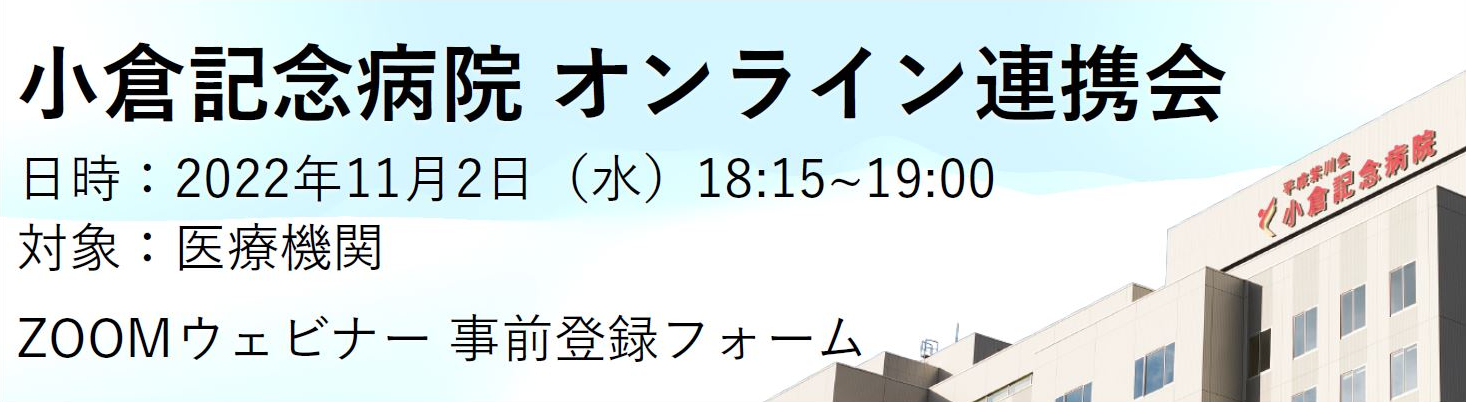 小倉記念病院 オンライン連携会
日時：2022年11月2日（水）18:15~19:00
対象：医療機関
ZOOMウェビナー 事前登録フォーム
平成紫川会
小倉記念病院